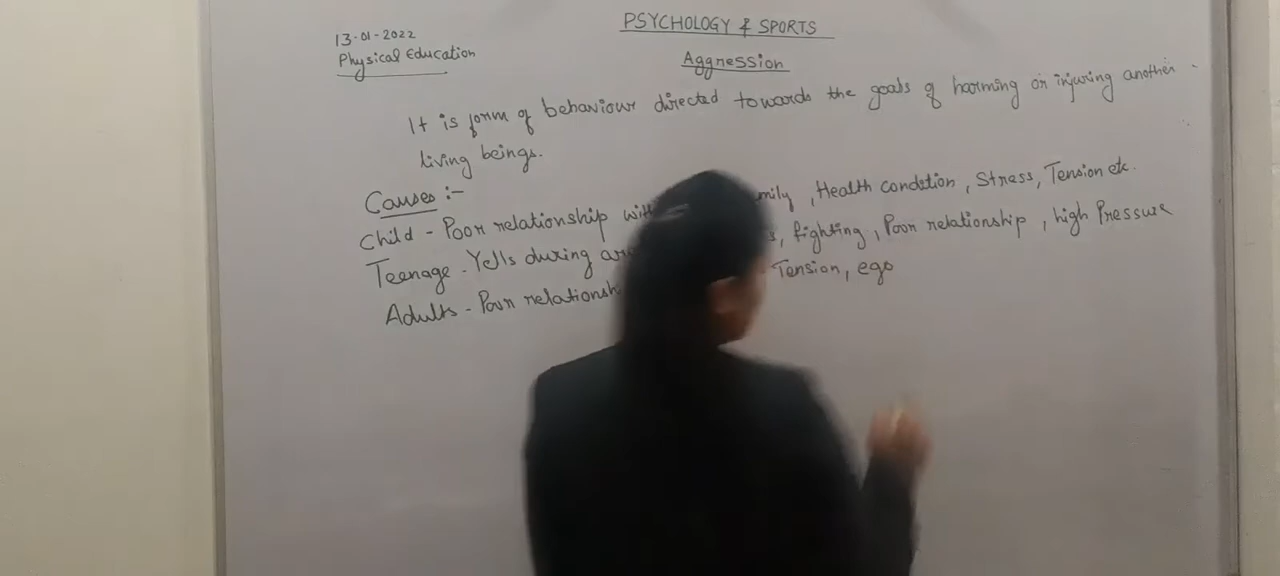 PSYCHOLOGY & SPORTS
13-01-2022
Physical Education
Aggression
It is form of behaviour directed towards the goals of harming or injuring another
living beings.
Causes :-
Child - Poor relationship with mily , Health condition , Stress, Tension etc.
Teenage - Yells during , fighting , Poor relationship , high Pressure
Adults - Poor Tension, ego